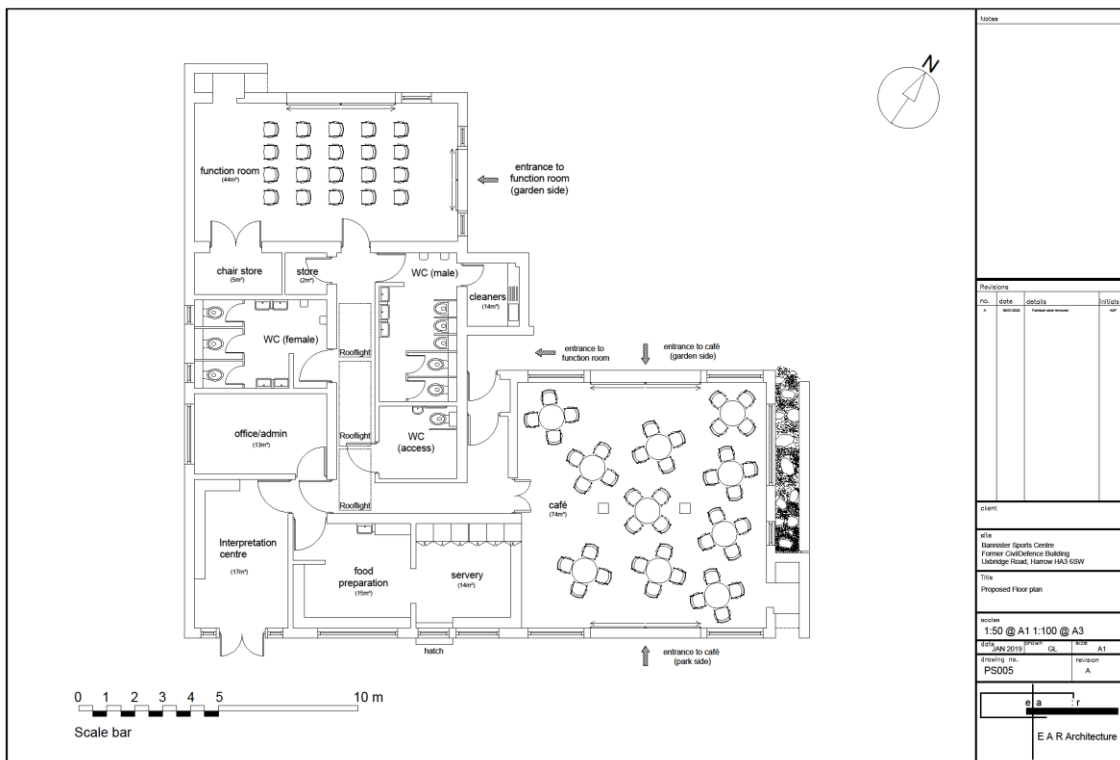 N
function room
(44m²)
entrance to
function room
(garden side)
chair store
(5m²)
store
(2m²)
WC (male)
cleaners
(14m²)
WC (female)
Rooflight
entrance to
function room
entrance to café
(garden side)
office/admin
(13m²)
Rooflight
WC
(access)
café
(74m²)
Rooflight
Interpretation
centre
(17m²)
food
preparation
(15m²)
servery
(14m²)
hatch
entrance to café
(park side)
0 1 2 3 4 5 10 m
Scale bar
Notes
Revisions
no. date details initials
A Furniture store removed
client
site
Bannister Sports Centre
Former CivilDefence Building
Uxbridge Road, Harrow HA3 6SW
Title
Proposed Floor plan
scales
1:50 @ A1 1:100 @ A3
date drawn size
JAN 2019 GL A1
drawing no. revision
PS005 A
e a r
E A R Architecture